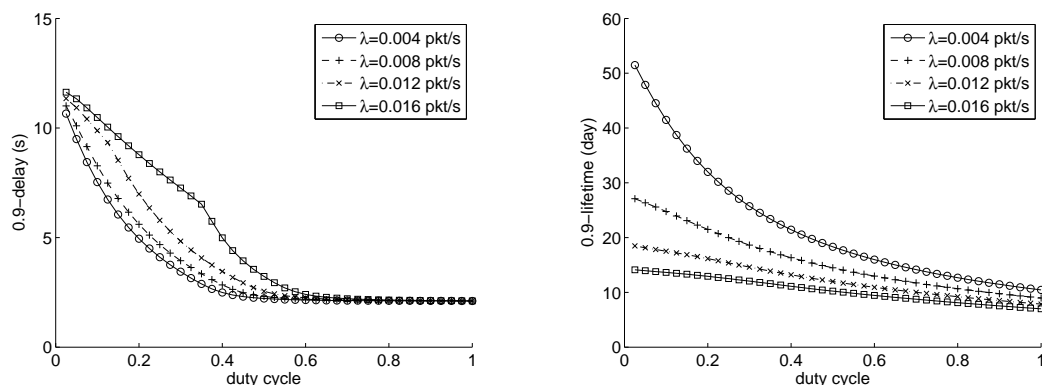 15
10
5
0
0 0.2 0.4 0.6 0.8 1
duty cycle
0.9−delay (s)
λ=0.004 pkt/s
λ=0.008 pkt/s
λ=0.012 pkt/s
λ=0.016 pkt/s
60
50
40
30
20
10
0
0 0.2 0.4 0.6 0.8 1
duty cycle
0.9−lifetime (day)
λ=0.004 pkt/s
λ=0.008 pkt/s
λ=0.012 pkt/s
λ=0.016 pkt/s